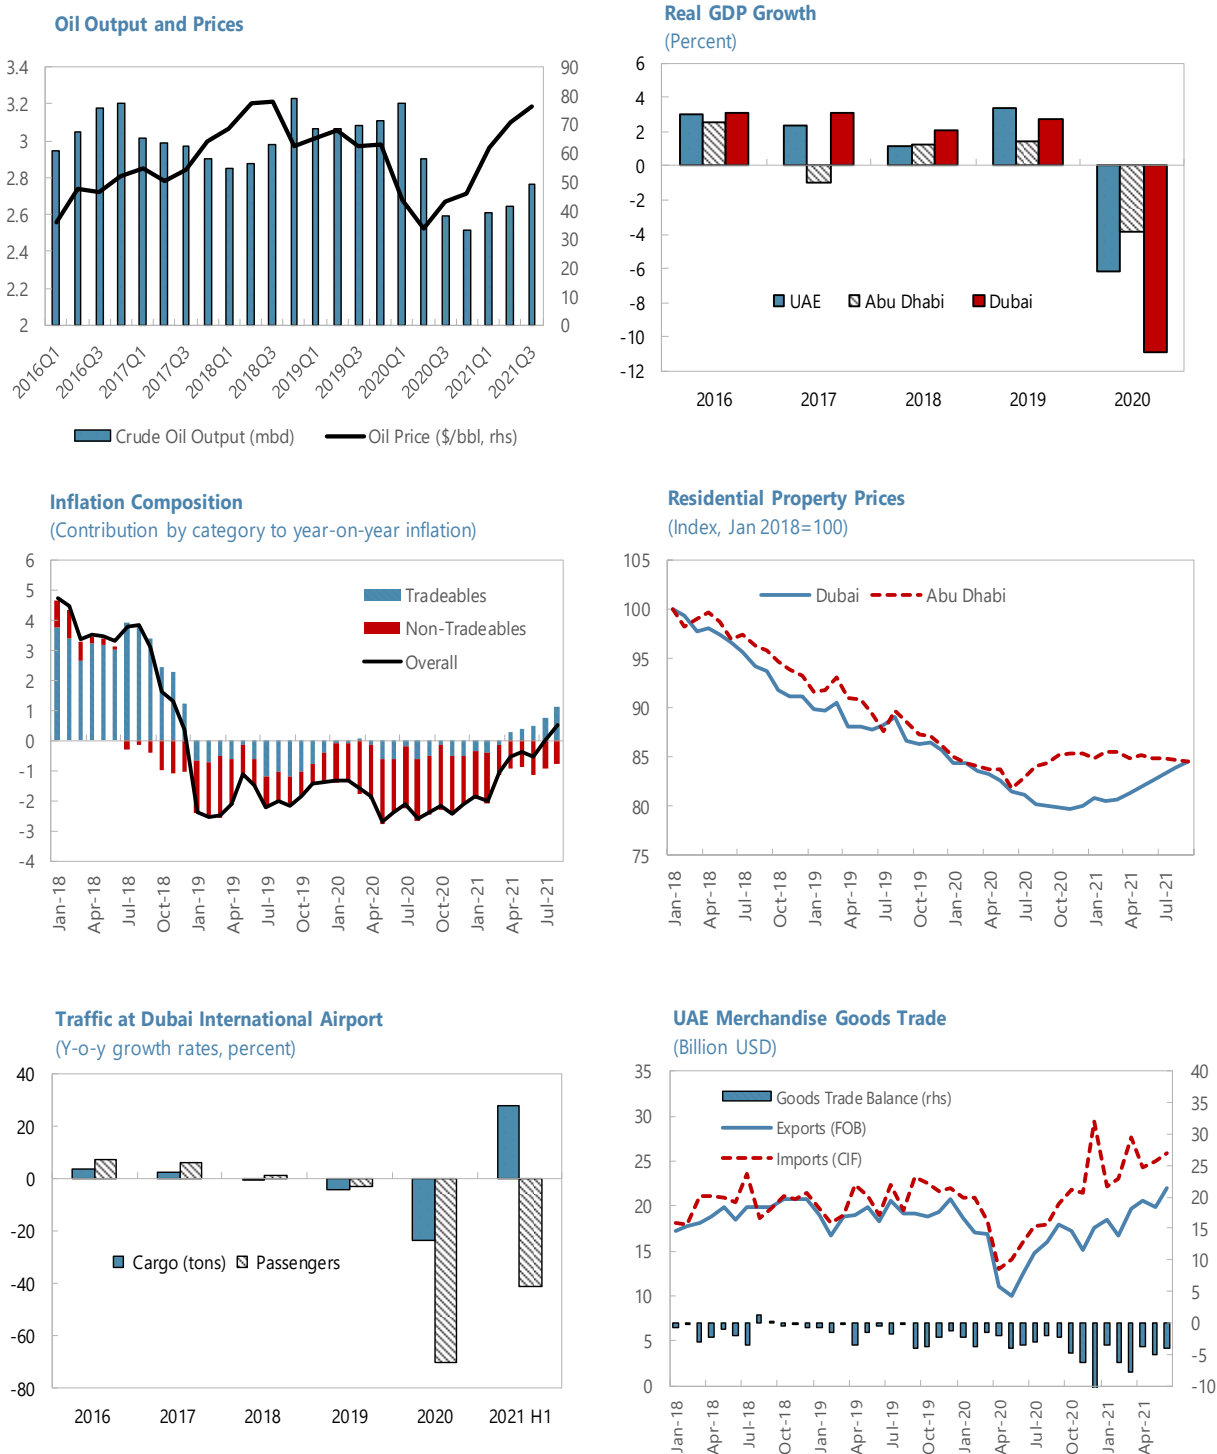 Oil Output and Prices
3.4
3.2
3
2.8
2.6
2.4
2.2
2
90
80
70
60
50
40
30
20
10
0
2016Q1
2016Q3
2017Q1
2017Q3
2018Q1
2018Q3
2019Q1
2019Q3
2020Q1
2020Q3
2021Q1
2021Q3
Crude Oil Output (mbd)
Oil Price ($/bbl, rhs)
Real GDP Growth
(Percent)
6
4
2
0
-2
-4
-6
-8
-10
-12
UAE
Abu Dhabi
Dubai
2016
2017
2018
2019
2020
Inflation Composition
(Contribution by category to year-on-year inflation)
6
5
4
3
2
1
0
-1
-2
-3
-4
Tradeables
Non-Tradeables
Overall
Jan-18
Apr-18
Jul-18
Oct-18
Jan-19
Apr-19
Jul-19
Oct-19
Jan-20
Apr-20
Jul-20
Oct-20
Jan-21
Apr-21
Jul-21
Residential Property Prices
(Index, Jan 2018=100)
105
100
95
90
85
80
75
Dubai
Abu Dhabi
Jan-18
Apr-18
Jul-18
Oct-18
Jan-19
Apr-19
Jul-19
Oct-19
Jan-20
Apr-20
Jul-20
Oct-20
Jan-21
Apr-21
Jul-21
Traffic at Dubai International Airport
(Y-o-y growth rates, percent)
40
20
0
-20
-40
-60
-80
Cargo (tons)
Passengers
2016
2017
2018
2019
2020
2021 H1
UAE Merchandise Goods Trade
(Billion USD)
35
30
25
20
15
10
5
0
40
35
30
25
20
15
10
5
0
-5
-10
Goods Trade Balance (rhs)
Exports (FOB)
Imports (CIF)
Jan-18
Apr-18
Jul-18
Oct-18
Jan-19
Apr-19
Jul-19
Oct-19
Jan-20
Apr-20
Jul-20
Oct-20
Jan-21
Apr-21